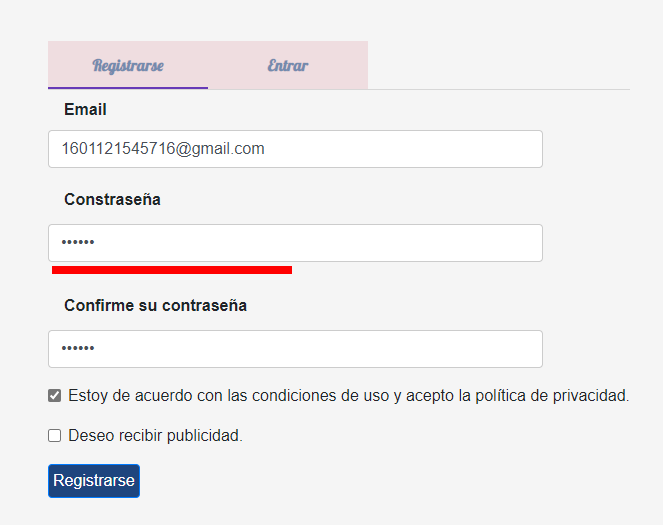 Registrarse Entrar
Email
1601121545716@gmail.com
Constraseña
••••••
Confirme su contraseña
••••••
Estoy de acuerdo con las condiciones de uso y acepto la política de privacidad.
Deseo recibir publicidad.
Registrarse